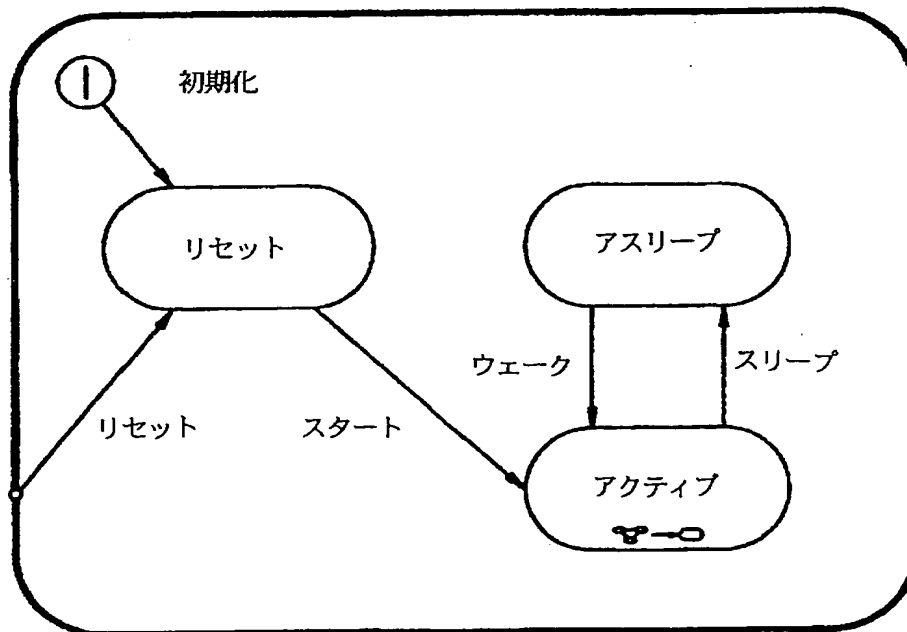 初期化
リセット
アスリープ
ウェーク
スリープ
リセット
スタート
アクティブ